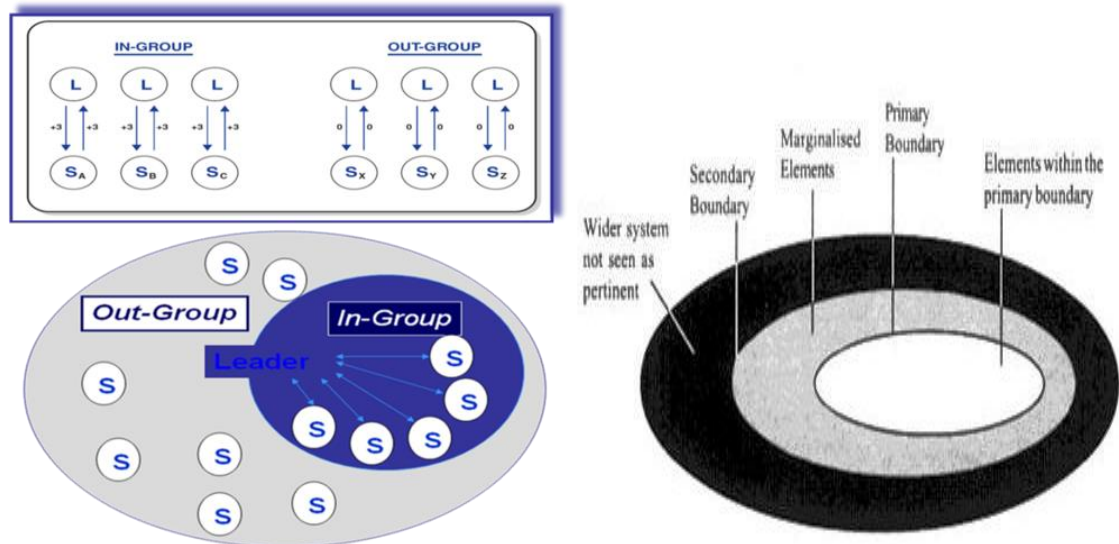 IN-GROUP
OUT-GROUP
L L L L L L
+3 +3 +3 +3 +3 +3 0 0 0 0 0 0
SA SB SC SX SY SZ
S
S
Out-Group
In-Group
Leader
S
S
S
S
S
S
S
S
S
S
S
Primary
Boundary
Marginalised
Elements
Elements within the
primary boundary
Secondary
Boundary
Wider system
not seen as
pertinent